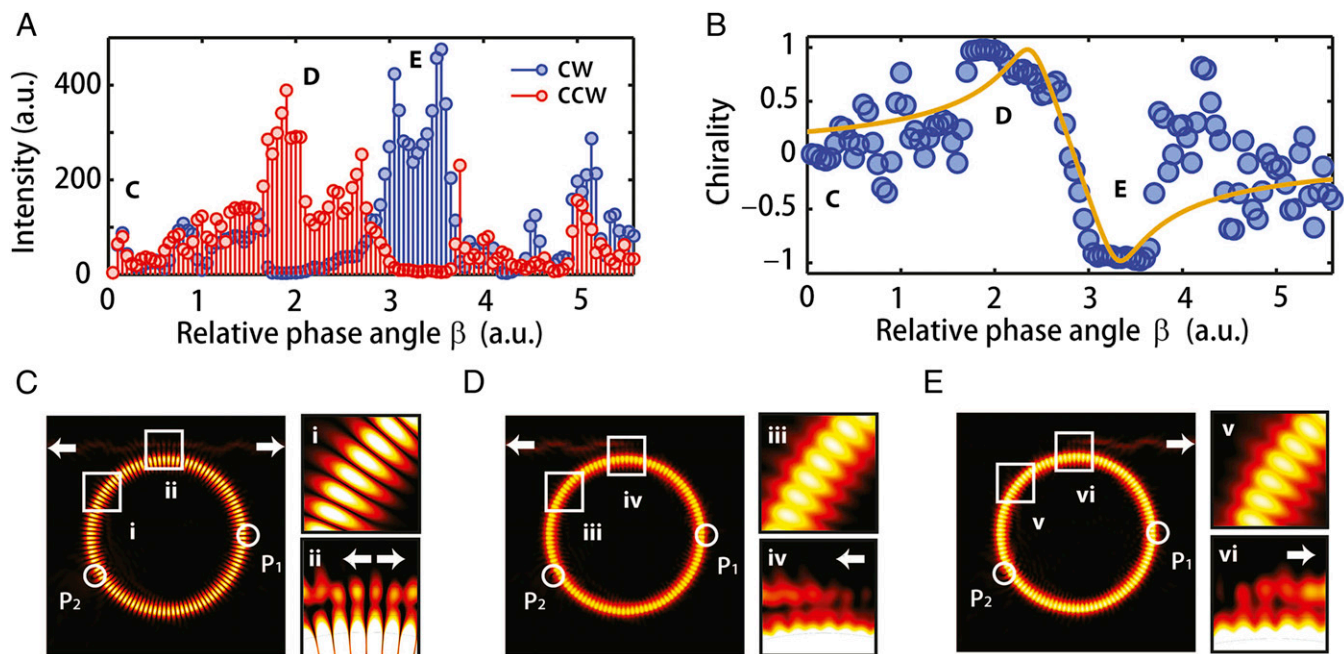 A
Intensity (a.u.)
400
200
0
C
D
E
CW
CCW
0 1 2 3 4 5
Relative phase angle β (a.u.)
B
Chirality
1
0.5
0
−0.5
−1
C
D
E
0 1 2 3 4 5
Relative phase angle β (a.u.)
C
i
ii
P1
P2
i
ii
D
iii
iv
P1
P2
iii
iv
E
v
vi
P1
P2
v
vi